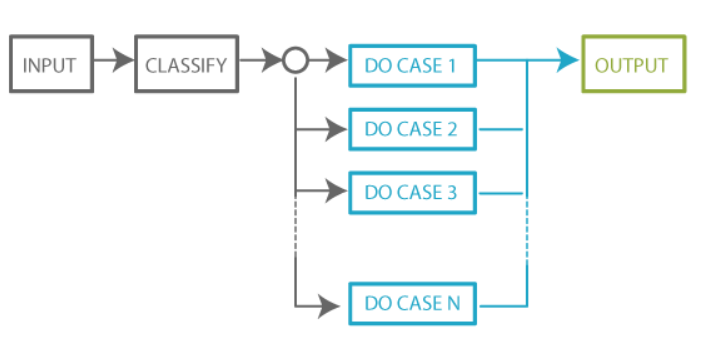 INPUT
CLASSIFY
DO CASE 1
OUTPUT
DO CASE 2
DO CASE 3
DO CASE N